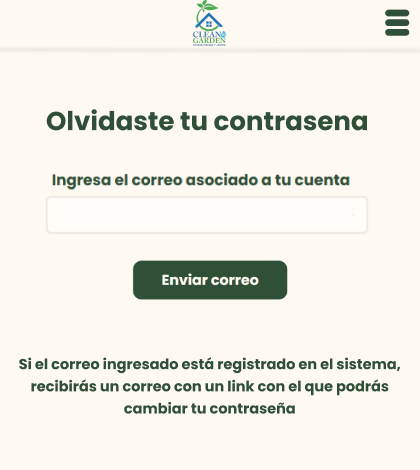 CLEAN
GARDEN
Olvidaste tu contrasena
Ingresa el correo asociado a tu cuenta
Enviar correo
Si el correo ingresado está registrado en el sistema,
recibirás un correo con un link con el que podrás
cambiar tu contraseña